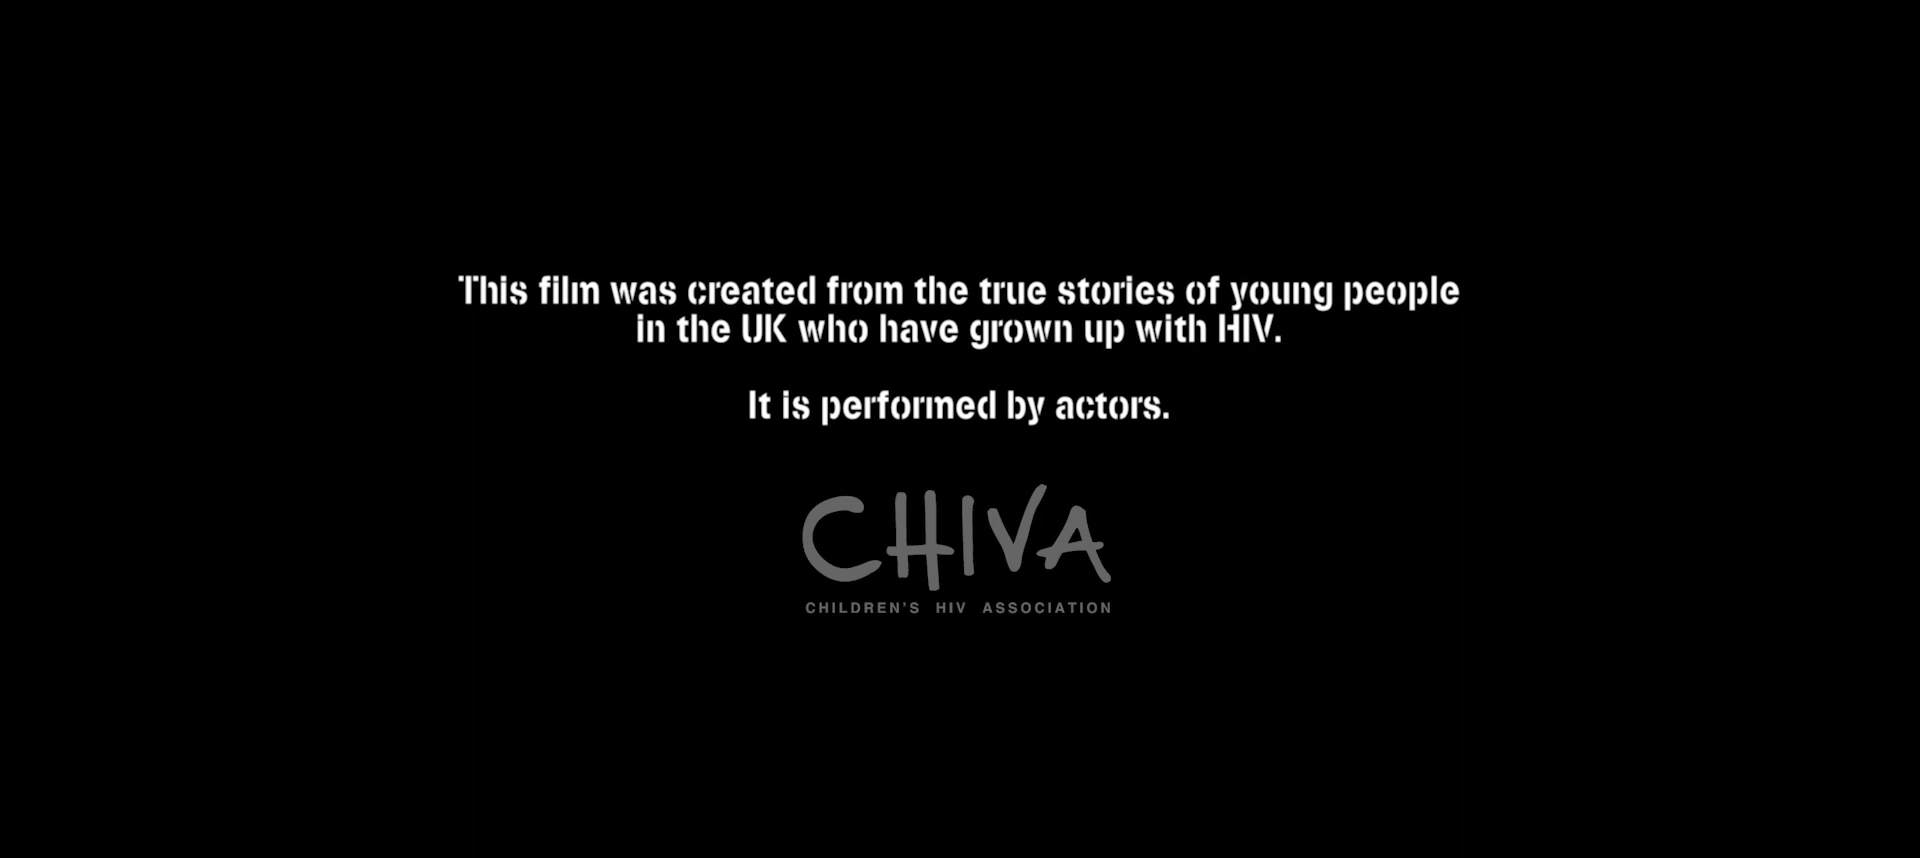 This film was created from the true stories of young people
in the UK who have grown up with HIV.
It is performed by actors.
CHIVA
CHILDREN'S HIV ASSOCIATION